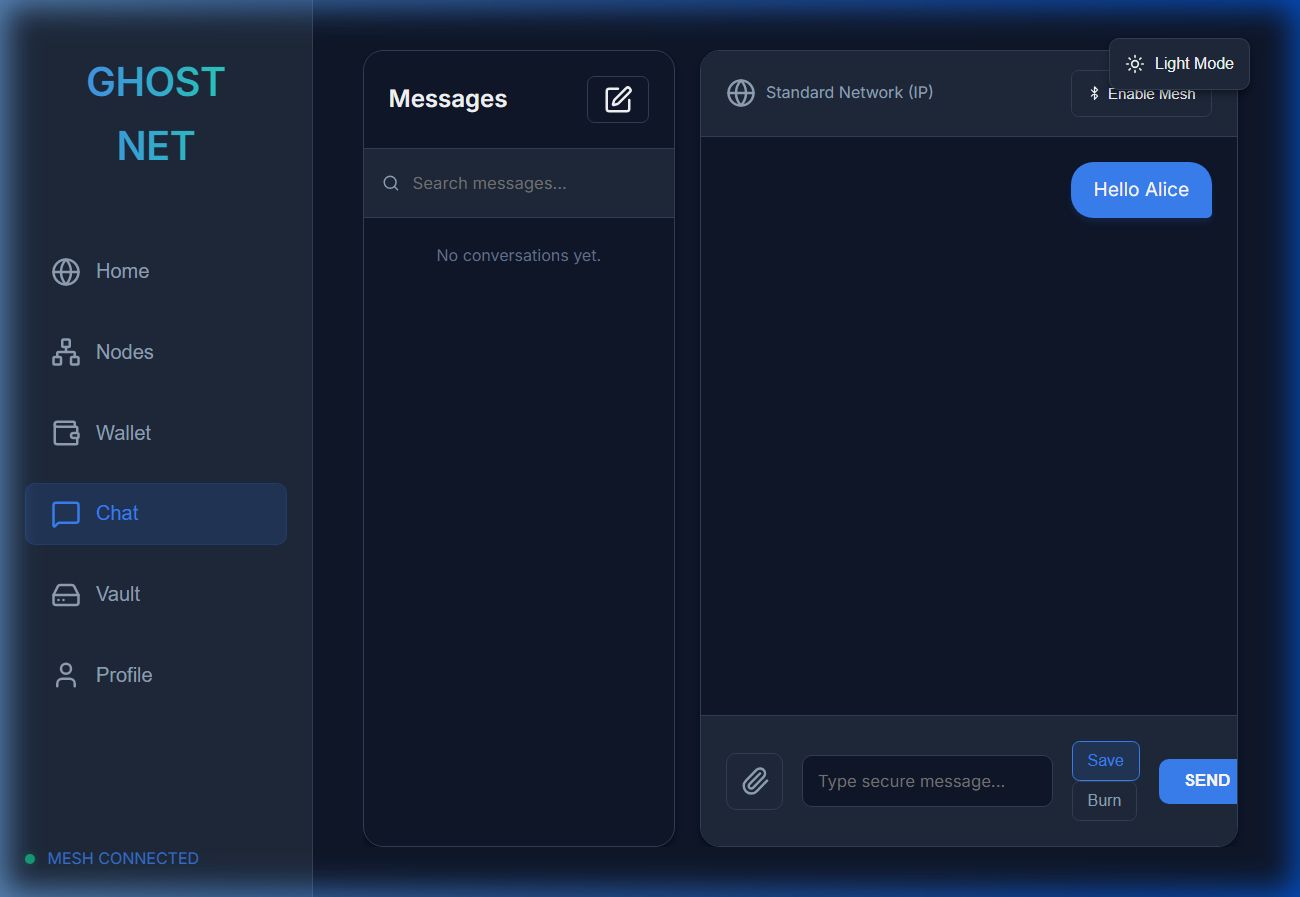 GHOST
NET
Home
Nodes
Wallet
Chat
Vault
Profile
MESH CONNECTED
Messages
Search messages...
No conversations yet.
Standard Network (IP)
Light Mode
Enable Mesh
Hello Alice
Type secure message...
Save
Burn
SEND